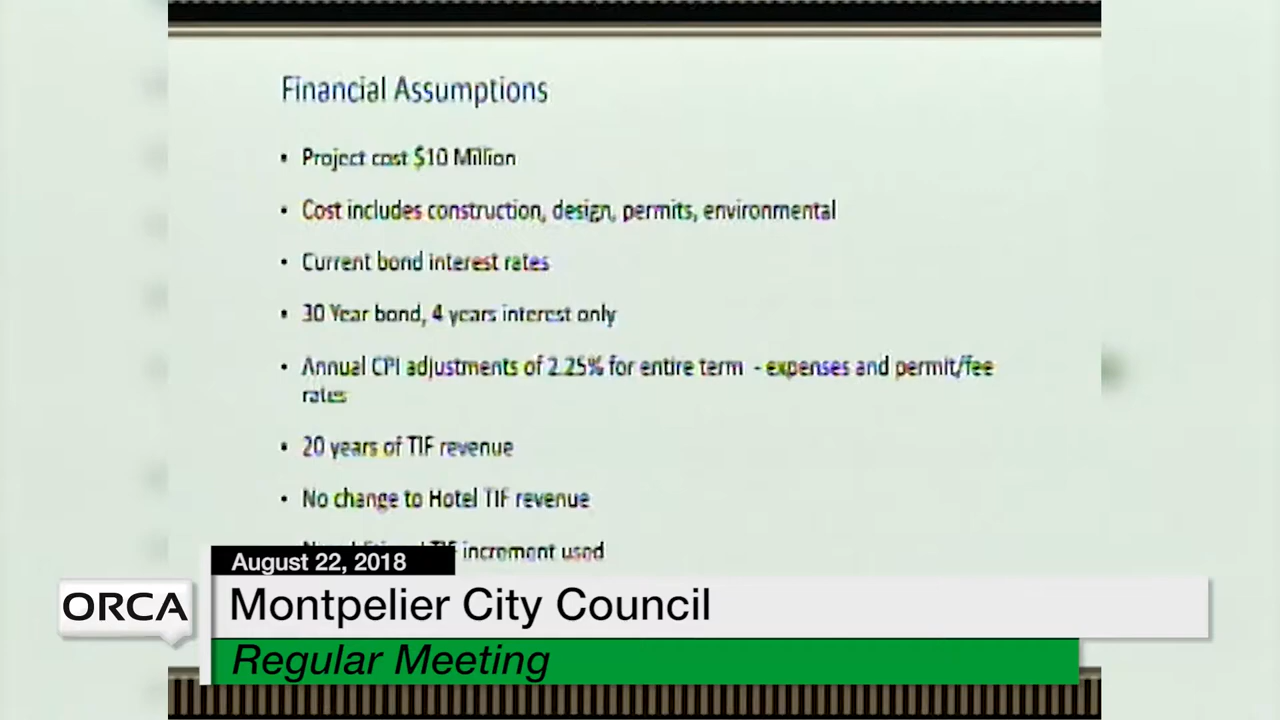 Financial Assumptions
• Project cost $10 Million
• Cost includes construction, design, permits, environmental
• Current bond interest rates
• 30 Year bond, 4 years interest only
• Annual CPI adjustments of 2.25% for entire term - expenses and permit/fee
rates
• 20 years of TIF revenue
• No change to Hotel TIF revenue
TIF increment used
August 22, 2018
ORCA
Montpelier City Council
Regular Meeting